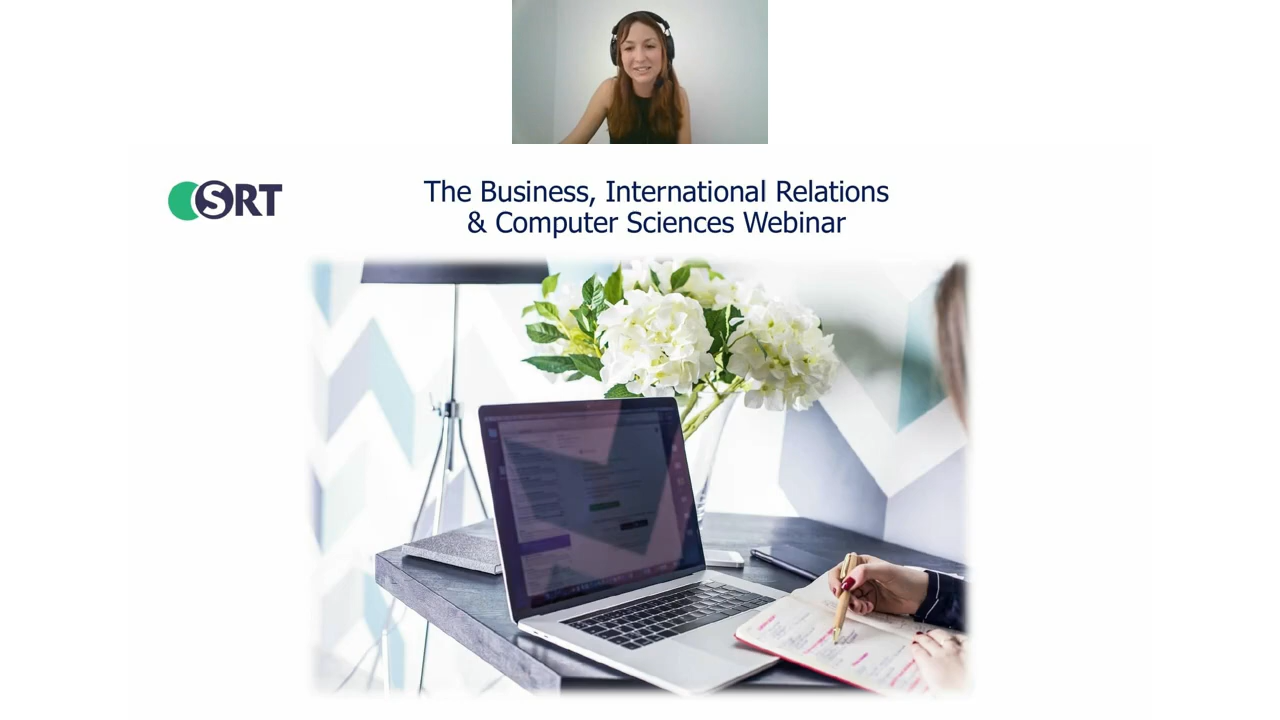 SRT
The Business, International Relations
& Computer Sciences Webinar